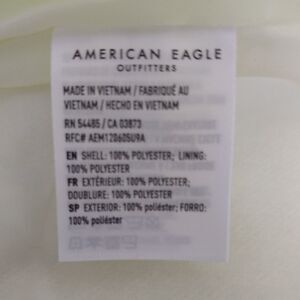 AMERICAN EAGLE
OUTFITTERS
MADE IN VIETNAM / FABRIQUÉ AU
VIETNAM / HECHO EN VIETNAM
RN 54485 / CA 03873
RFC# AEM120605U9A
EN SHELL: 100% POLYESTER; LINING:
100% POLYESTER
FR EXTÉRIEUR: 100% POLYESTER;
DOUBLURE: 100% POLYESTER
SP EXTERIOR: 100% poliéster; FORRO:
100% poliéster